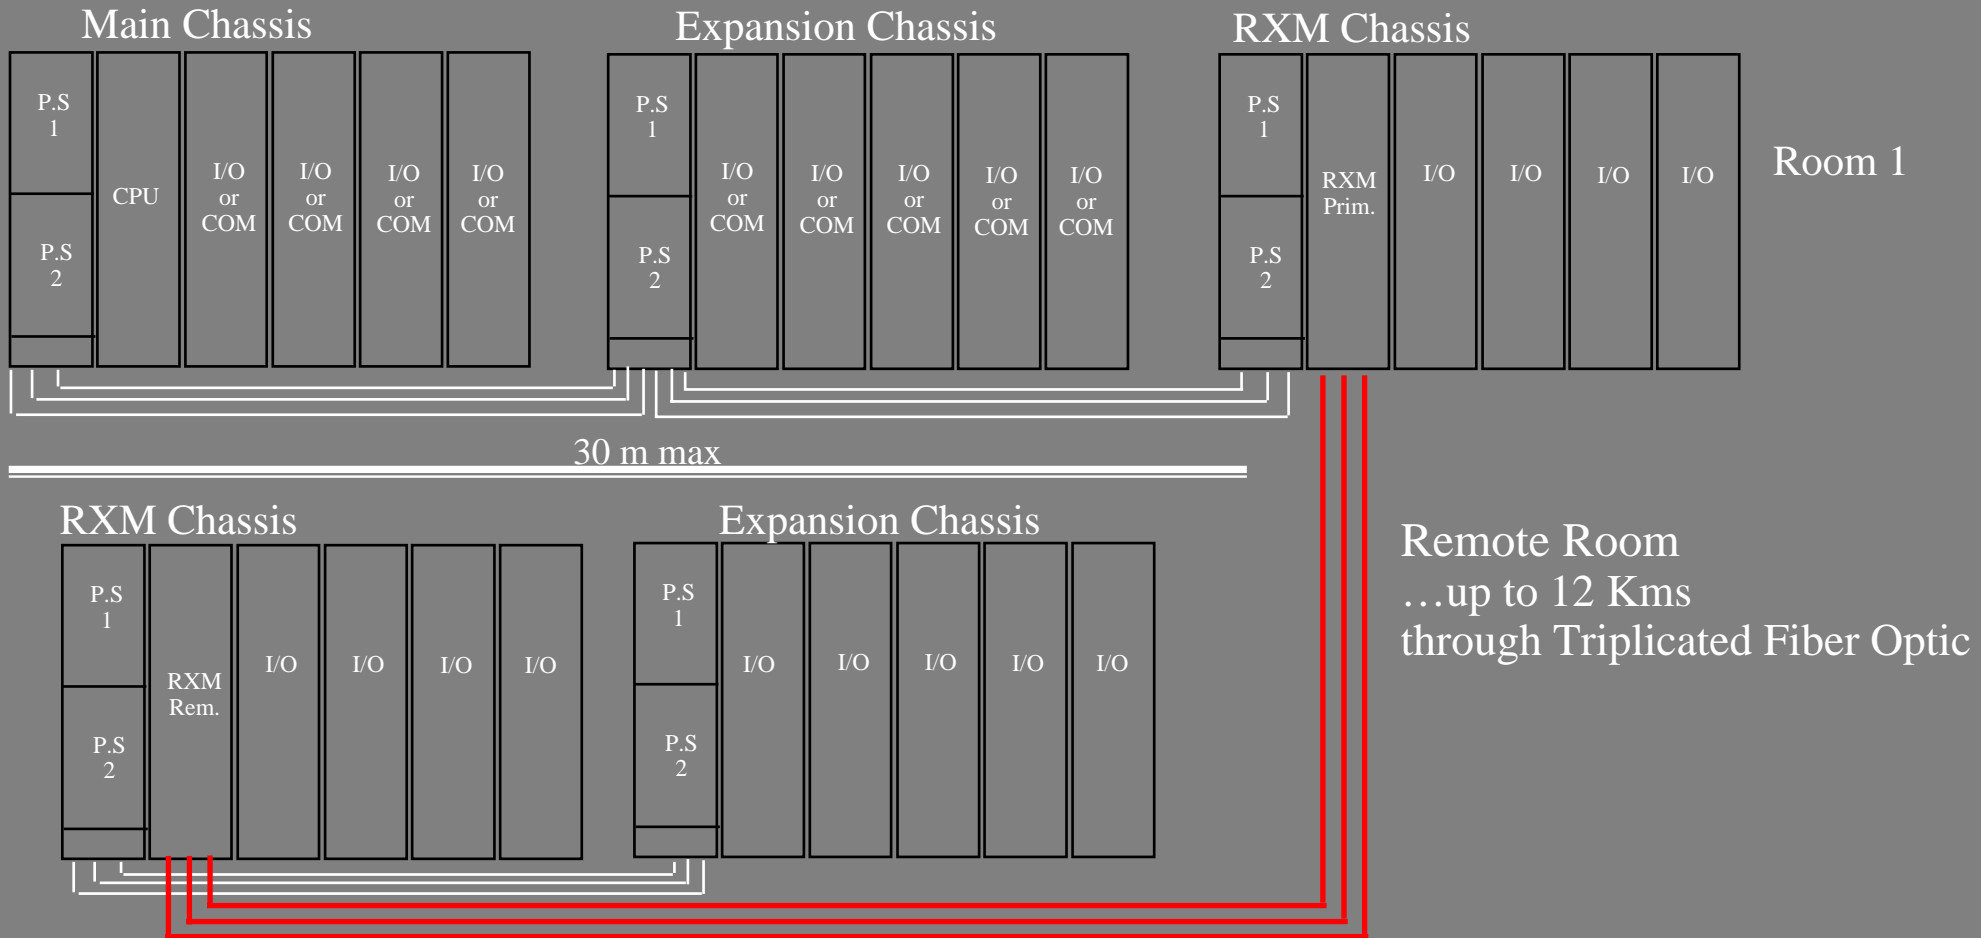 Main Chassis
P.S
1
P.S
2
CPU
I/O
or
COM
I/O
or
COM
I/O
or
COM
I/O
or
COM
Expansion Chassis
P.S
1
P.S
2
I/O
or
COM
I/O
or
COM
I/O
or
COM
I/O
or
COM
I/O
or
COM
RXM Chassis
P.S
1
P.S
2
RXM
Prim.
I/O
I/O
I/O
I/O
Room 1
30 m max
RXM Chassis
P.S
1
P.S
2
RXM
Rem.
I/O
I/O
I/O
I/O
Expansion Chassis
P.S
1
P.S
2
I/O
I/O
I/O
I/O
I/O
Remote Room
…up to 12 Kms
through Triplicated Fiber Optic